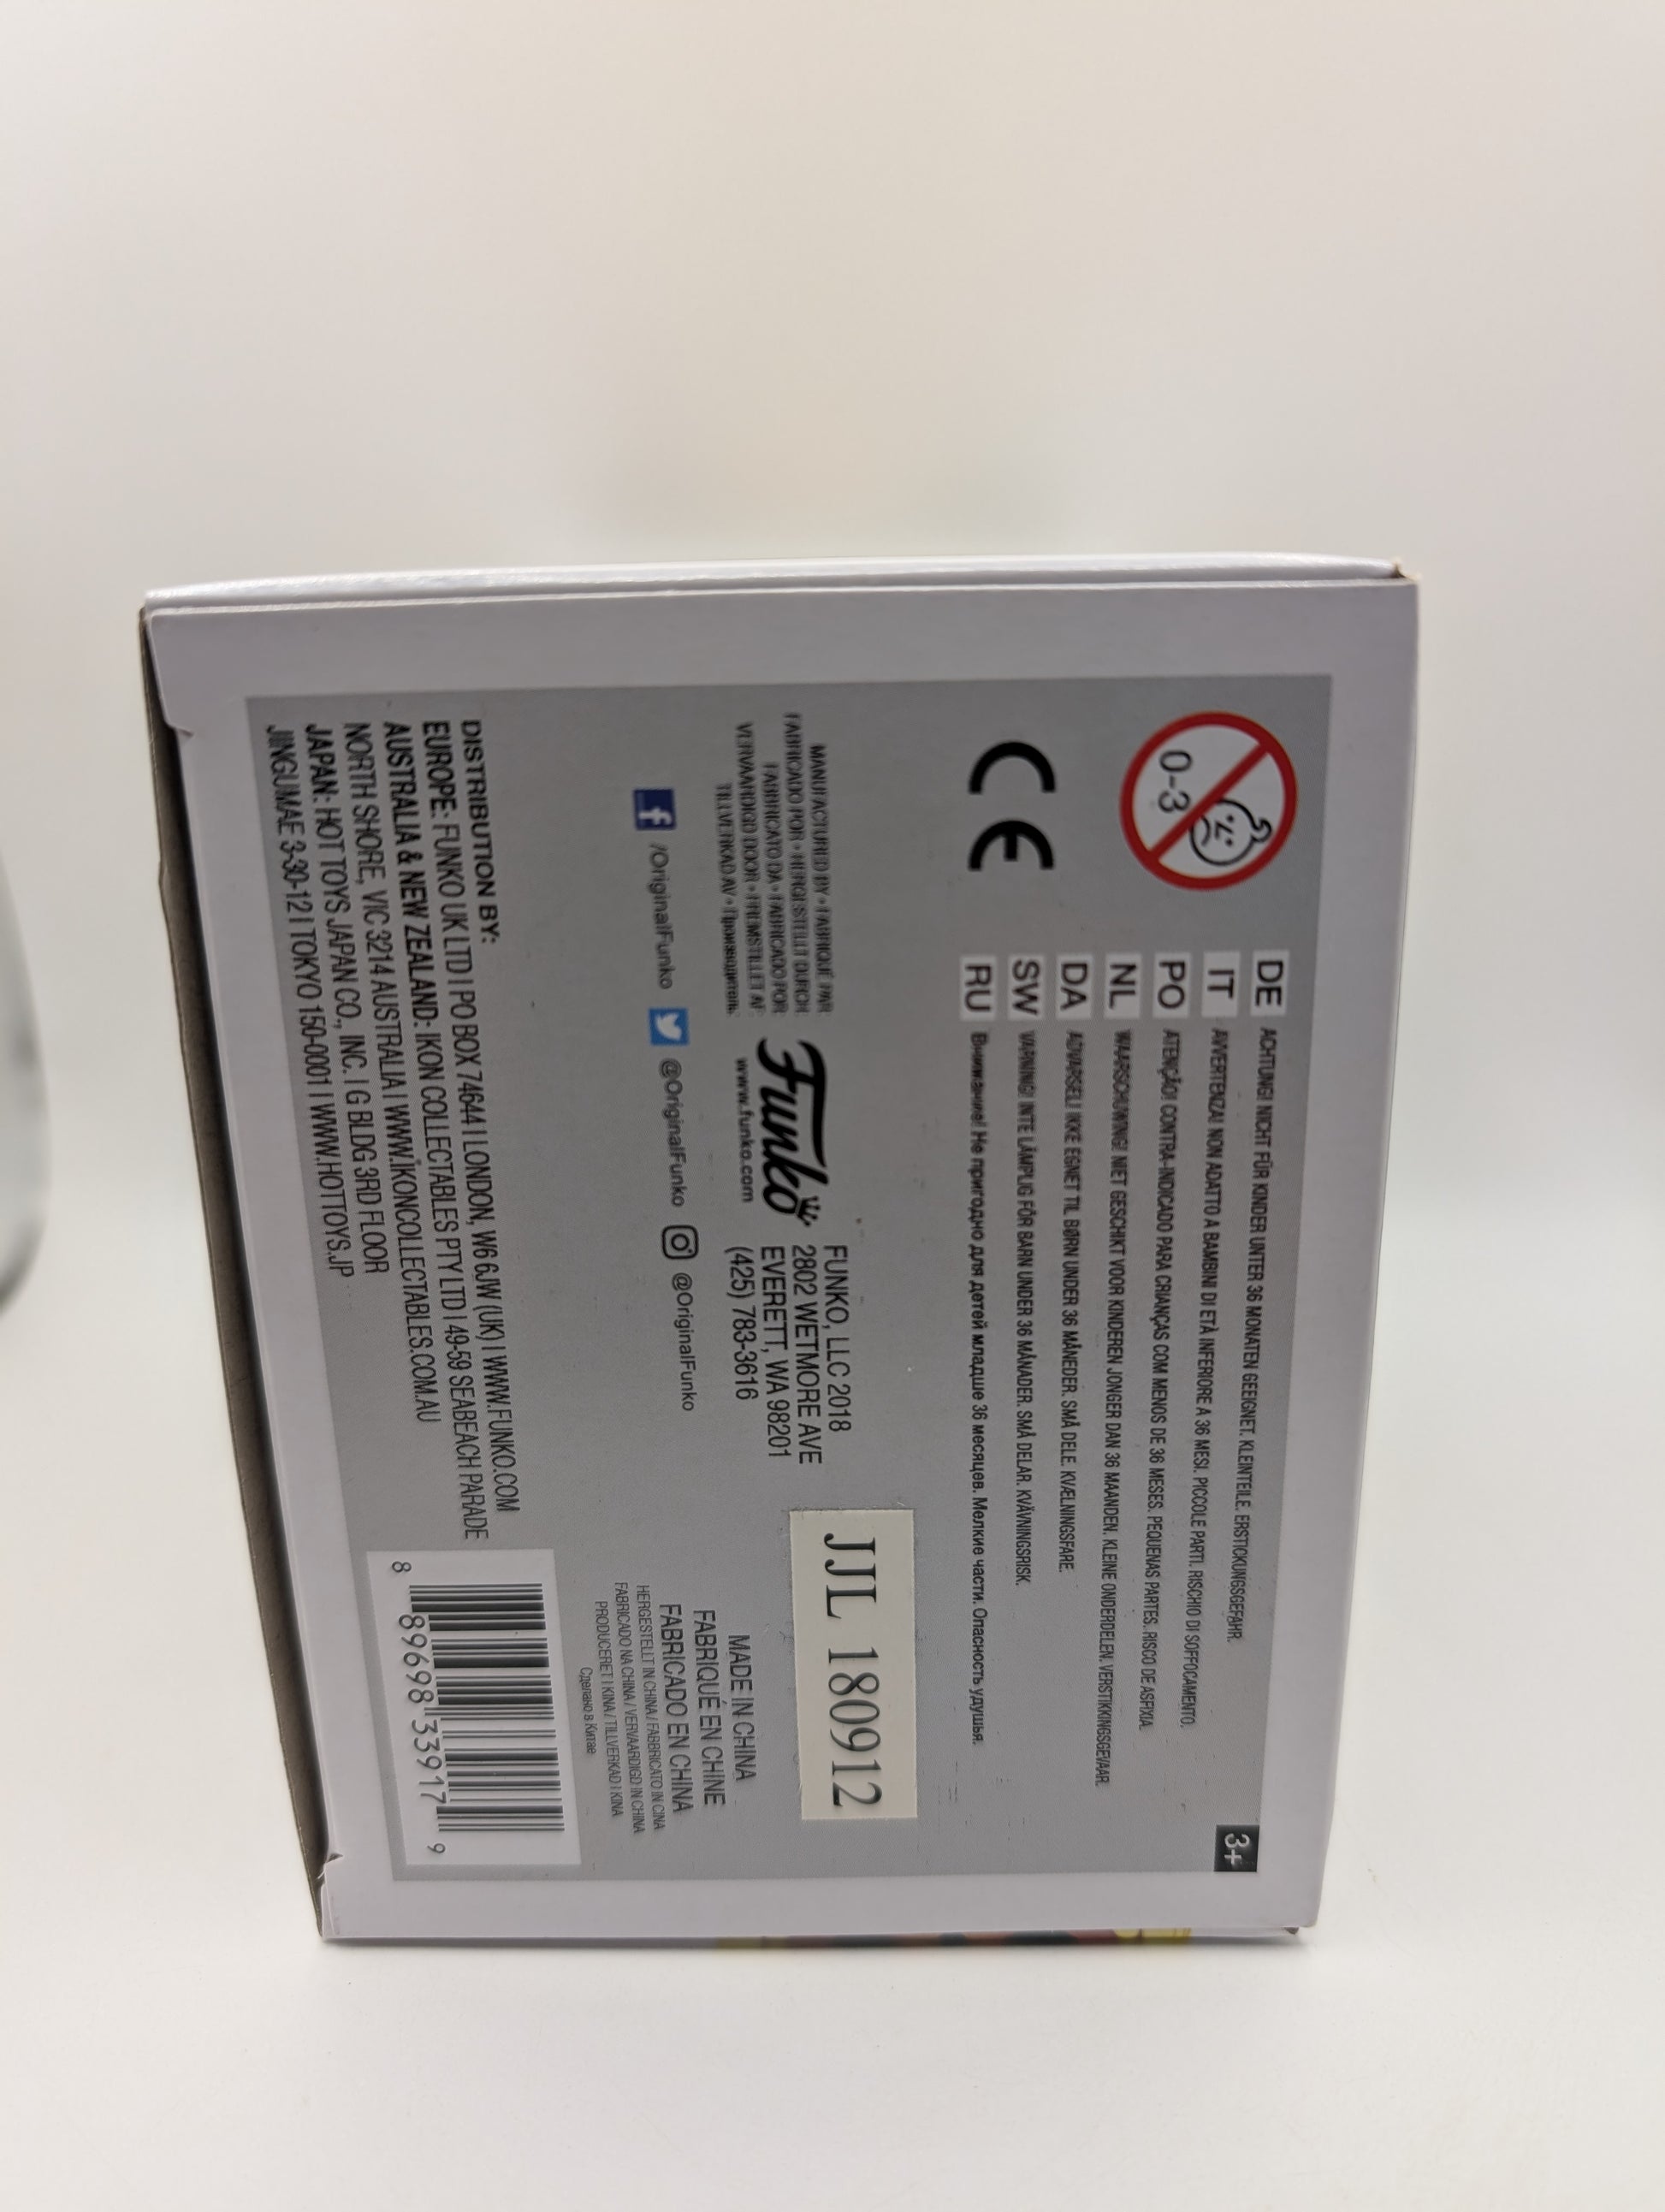 0-3
CE
DE ACHTUNG! NICHT FÜR KINDER UNTER 36 MONATEN GEEIGNET. KLEINTEILE. ERSTICKUNGSGEFAHR.
IT AVVERTENZA! NON ADATTO A BAMBINI DI ETÀ INFERIORE A 36 MESI. PICCOLE PARTI. RISCHIO DI SOFFOCAMENTO.
PO ATENÇÃO! CONTRA-INDICADO PARA CRIANÇAS COM MENOS DE 36 MESES. PEQUENAS PARTES. RISCO DE ASFIXIA.
NL WAARSCHUWING! NIET GESCHIKT VOOR KINDEREN JONGER DAN 36 MAANDEN. KLEINE ONDERDELEN. VERSTIKKINGSGEVAAR.
DA ADVARSEL! IKKE EGNET TIL BØRN UNDER 36 MÅNEDER. SMÅ DELE. KVÆLNINGSFARE.
SW VARNING! INTE LÄMPLIG FÖR BARN UNDER 36 MÅNADER. SMÅ DELAR. KVÄVNINGSRISK.
RU Внимание! Не пригодно для детей младше 36 месяцев. Мелкие части. Опасность удушья.
3+
MANUFACTURED BY • FABRIQUÉ PAR
FABRICADO POR • HERGESTELLT DURCH
FABBRICATO DA • FABRICADO POR
VERVAARDIGD DOOR • FREMSTILLET AF
TILLVERKAD AV • Производитель:
Funko
www.funko.com
FUNKO, LLC 2018
2802 WETMORE AVE
EVERETT, WA 98201
(425) 783-3616
JJL 180912
/OriginalFunko @OriginalFunko @OriginalFunko
MADE IN CHINA
FABRIQUÉ EN CHINE
FABRICADO EN CHINA
HERGESTELLT IN CHINA / FABBRICATO IN CINA
FABRICADO NA CHINA / VERVAARDIGD IN CHINA
PRODUCERET I KINA / TILLVERKAD I KINA
Сделано в Китае
DISTRIBUTION BY:
EUROPE: FUNKO UK LTD | PO BOX 74644 | LONDON, W6 6JW (UK) | WWW.FUNKO.COM
AUSTRALIA & NEW ZEALAND: IKON COLLECTABLES PTY LTD | 49-59 SEABEACH PARADE
NORTH SHORE, VIC 3214 AUSTRALIA | WWW.IKONCOLLECTABLES.COM.AU
JAPAN: HOT TOYS JAPAN CO., INC. | G BLDG 3RD FLOOR
JINGUMAE 3-30-12 | TOKYO 150-0001 | WWW.HOTTOYS.JP
8 89698 33917 9